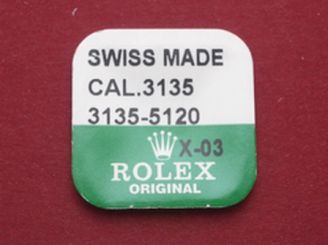 SWISS MADE
CAL.3135
3135-5120
X-03
ROLEX
ORIGINAL